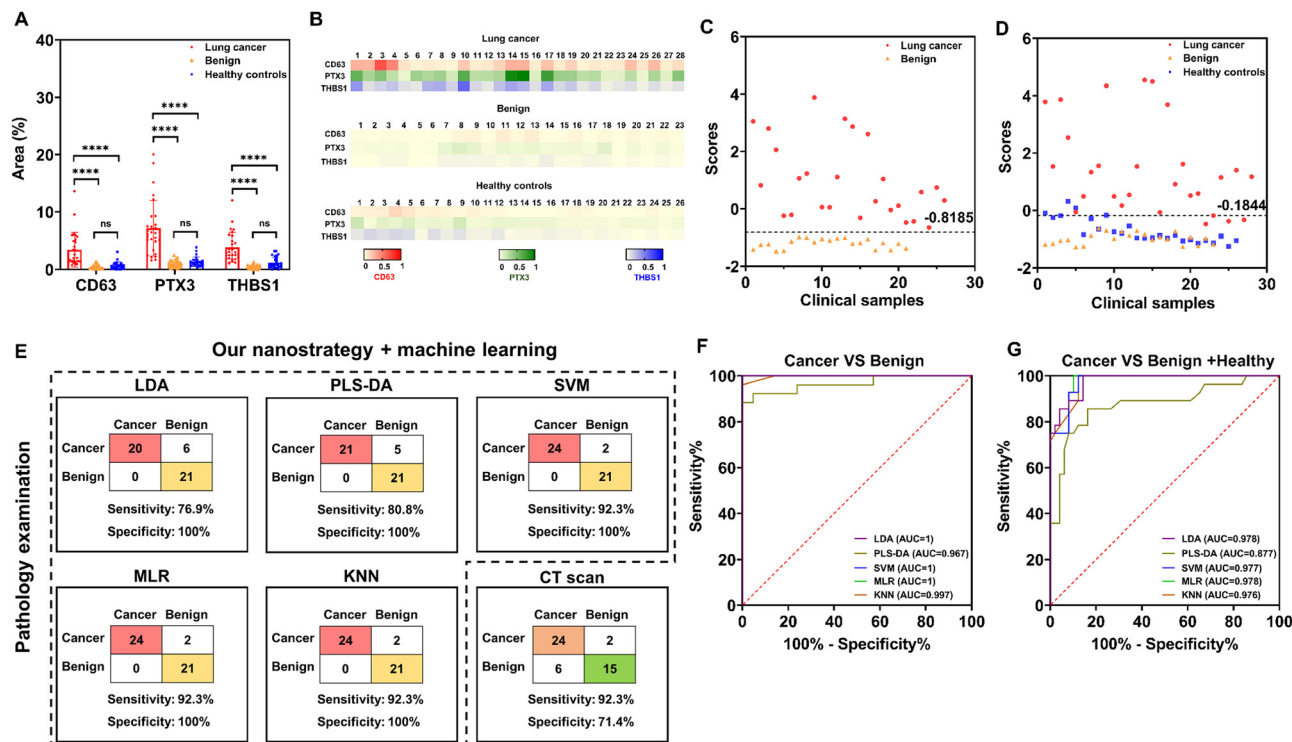 A
Lung cancer
Benign
Healthy controls
Area (%)
40
30
20
10
0
****
****
ns
****
****
ns
****
****
ns
CD63
PTX3
THBS1
B
Lung cancer
1 2 3 4 5 6 7 8 9 10 11 12 13 14 15 16 17 18 19 20 21 22 23 24 25 26
CD63
PTX3
THBS1
Benign
1 2 3 4 5 6 7 8 9 10 11 12 13 14 15 16 17 18 19 20 21 22 23
CD63
PTX3
THBS1
Healthy controls
1 2 3 4 5 6 7 8 9 10 11 12 13 14 15 16 17 18 19 20 21 22 23 24 25 26
CD63
PTX3
THBS1
0 0.5 1
CD63
0 0.5 1
PTX3
0 0.5 1
THBS1
C
Lung cancer
Benign
Scores
6
4
2
0
-2
-0.8185
0 10 20 30
Clinical samples
D
Lung cancer
Benign
Healthy controls
Scores
6
4
2
0
-2
-0.1844
0 10 20 30
Clinical samples
E
Our nanostrategy + machine learning
Pathology examination
LDA
Cancer Benign
Cancer 20 6
Benign 0 21
Sensitivity: 76.9%
Specificity: 100%
PLS-DA
Cancer Benign
Cancer 21 5
Benign 0 21
Sensitivity: 80.8%
Specificity: 100%
SVM
Cancer Benign
Cancer 24 2
Benign 0 21
Sensitivity: 92.3%
Specificity: 100%
MLR
Cancer Benign
Cancer 24 2
Benign 0 21
Sensitivity: 92.3%
Specificity: 100%
KNN
Cancer Benign
Cancer 24 2
Benign 0 21
Sensitivity: 92.3%
Specificity: 100%
CT scan
Cancer Benign
Cancer 24 2
Benign 6 15
Sensitivity: 92.3%
Specificity: 71.4%
F
Cancer VS Benign
Sensitivity%
100
80
60
40
20
0
LDA (AUC=1)
PLS-DA (AUC=0.967)
SVM (AUC=1)
MLR (AUC=1)
KNN (AUC=0.997)
20 40 60 80 100
100% - Specificity%
G
Cancer VS Benign +Healthy
Sensitivity%
100
80
60
40
20
0
LDA (AUC=0.978)
PLS-DA (AUC=0.877)
SVM (AUC=0.977)
MLR (AUC=0.978)
KNN (AUC=0.976)
0 20 40 60 80 100
100% - Specificity%